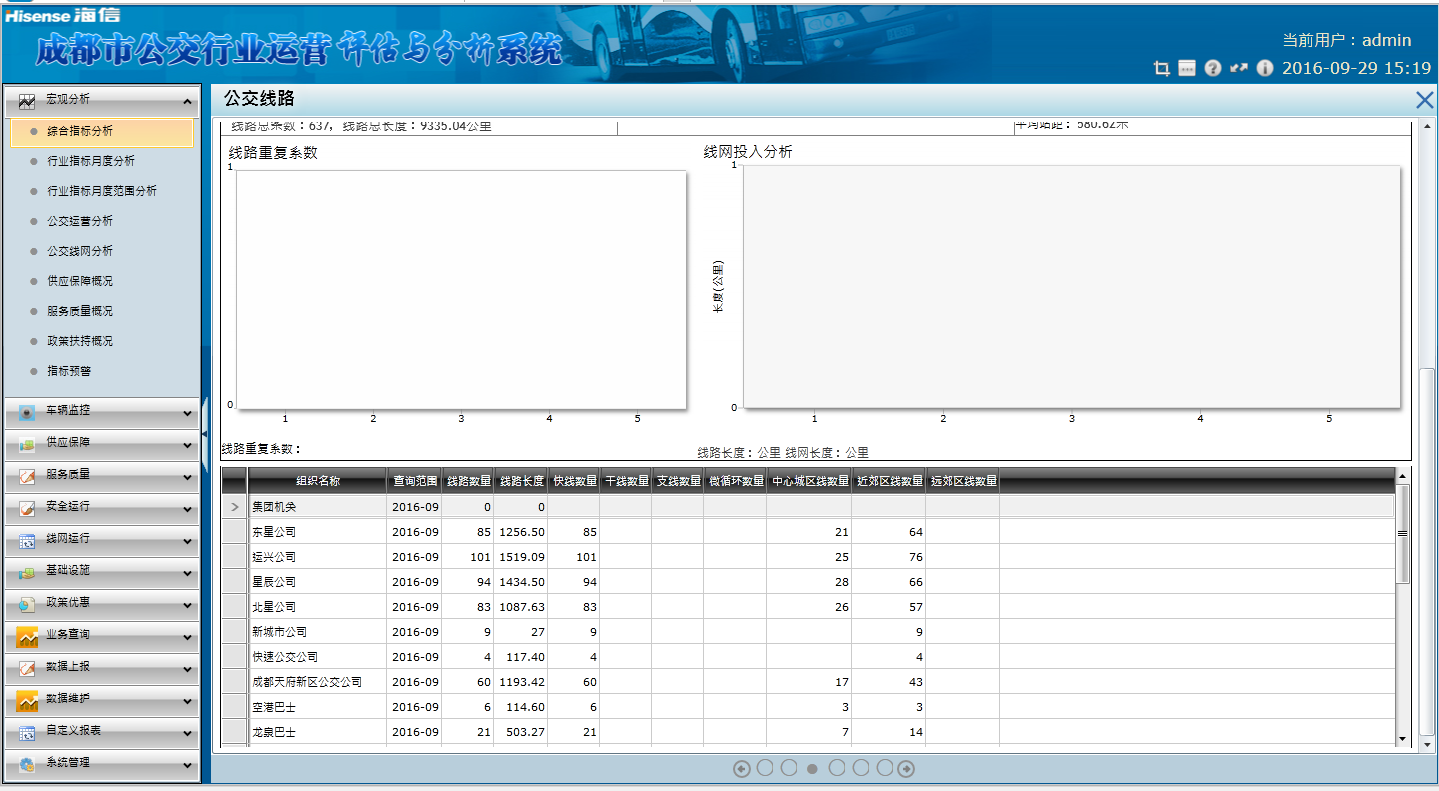 Hisense 海信
成都市公交行业运营评估与分析系统
当前用户：admin
2016-09-29 15:19
宏观分析
综合指标分析
行业指标月度分析
行业指标月度范围分析
公交运营分析
公交线网分析
供应保障概况
服务质量概况
政策扶持概况
指标预警
车辆监控
供应保障
服务质量
安全运行
线网运行
基础设施
政策优惠
业务查询
数据上报
数据维护
自定义报表
系统管理
公交线路
线路总条数：637，线路总长度：9335.04公里
平均站距： 580.62米
线路重复系数
1
0
1 2 3 4 5
线路重复系数：
线网投入分析
1
长度(公里)
0
1 2 3 4 5
线路长度：公里 线网长度：公里
组织名称 查询范围 线路数量 线路长度 快线数量 干线数量 支线数量 微循环数量 中心城区线数量 近郊区线数量 远郊区线数量
> 集团机关 2016-09 0 0
东星公司 2016-09 85 1256.50 85 21 64
运兴公司 2016-09 101 1519.09 101 25 76
星辰公司 2016-09 94 1434.50 94 28 66
北星公司 2016-09 83 1087.63 83 26 57
新城市公司 2016-09 9 27 9 9
快速公交公司 2016-09 4 117.40 4 4
成都天府新区公交公司 2016-09 60 1193.42 60 17 43
空港巴士 2016-09 6 114.60 6 3 3
龙泉巴士 2016-09 21 503.27 21 7 14